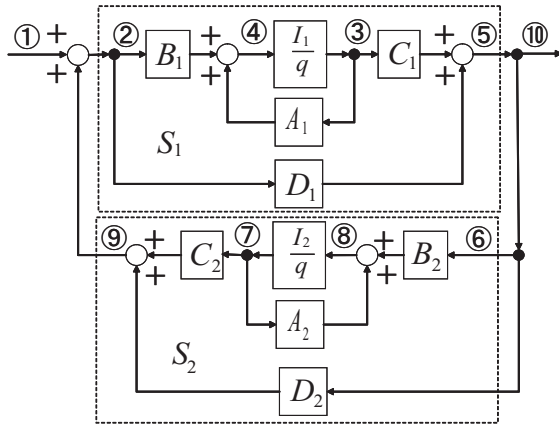 ① + + ② B₁ + + ④ I₁/q ③ C₁ + + ⑤ ⑩
A₁
S₁
D₁
⑨ + + C₂ ⑦ I₂/q ⑧ + + B₂ ⑥
A₂
S₂
D₂